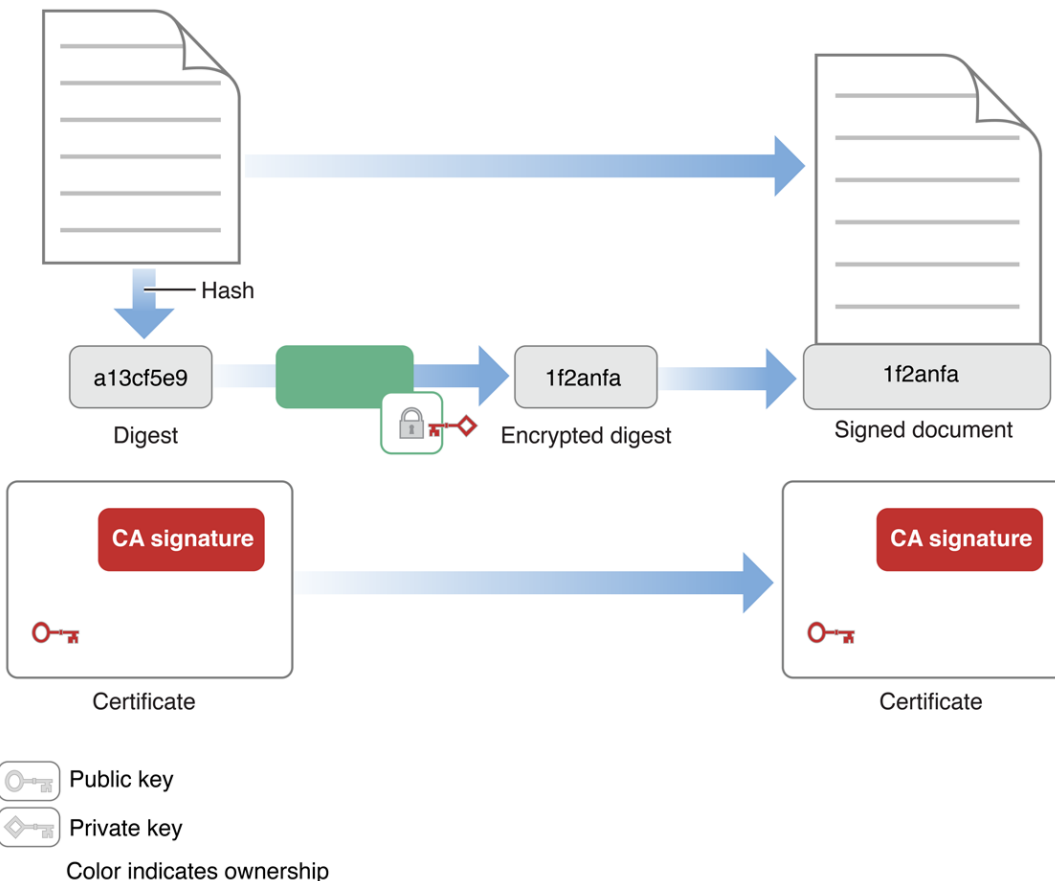 Hash
a13cf5e9
1f2anfa
1f2anfa
Digest
Encrypted digest
Signed document
CA signature
CA signature
Certificate
Certificate
Public key
Private key
Color indicates ownership